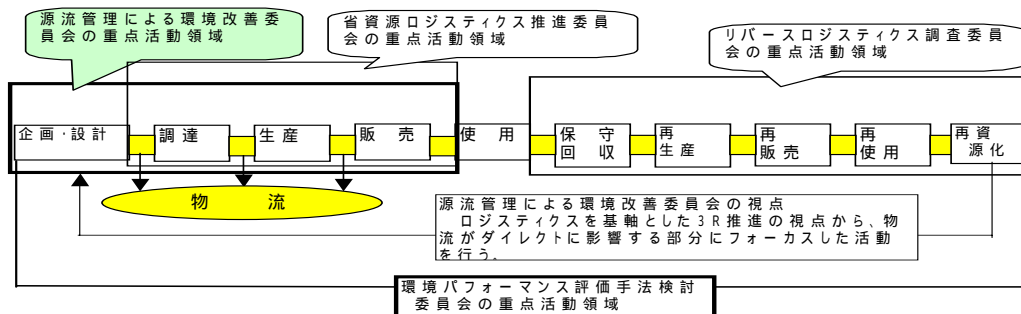 源流管理による環境改善委
員会の重点活動領域
省資源ロジスティクス推進委員
会の重点活動領域
リバースロジスティクス調査委員
会の重点活動領域
企画・設計
調達
生産
販売
使用
保守
回収
再
生産
再
販売
再
使用
再資
源化
物流
源流管理による環境改善委員会の視点
ロジスティクスを基軸とした3R推進の視点から、物
流がダイレクトに影響する部分にフォーカスした活動
を行う。
環境パフォーマンス評価手法検討
委員会の重点活動領域